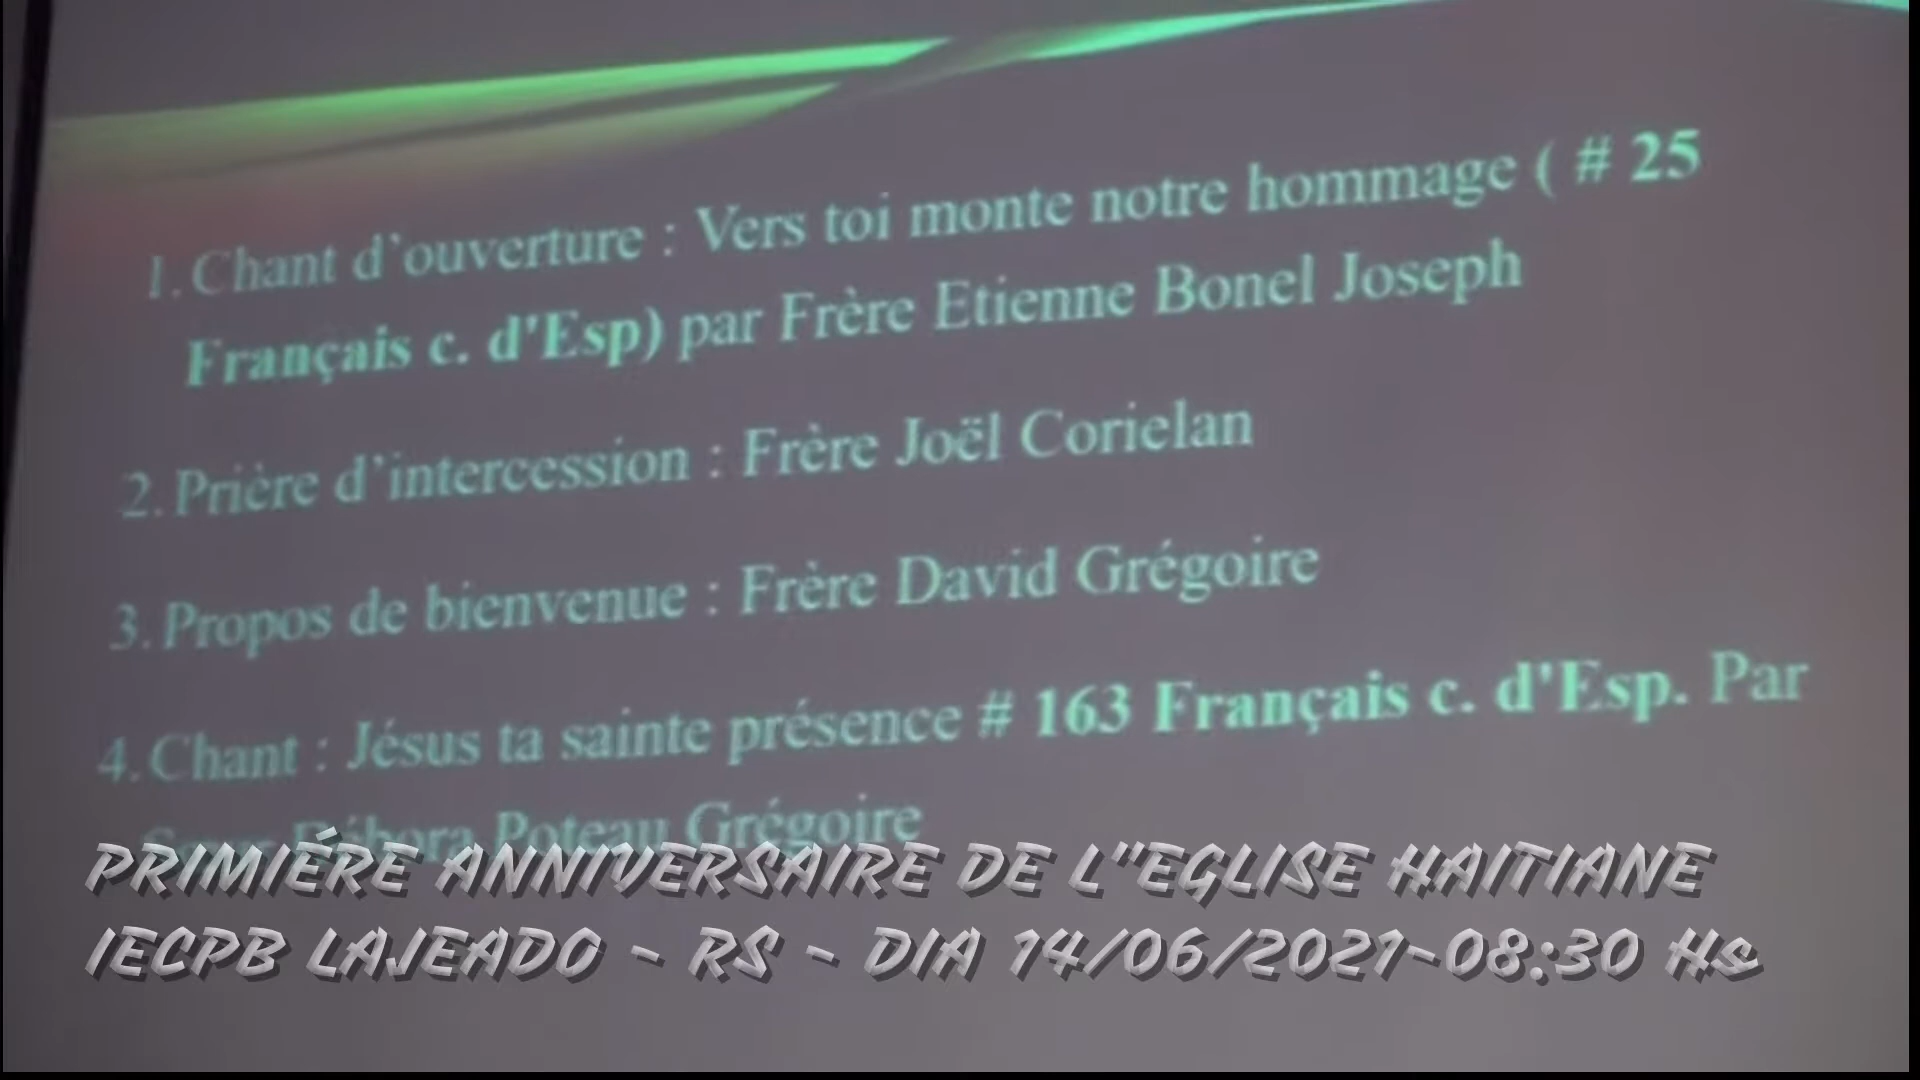 1. Chant d’ouverture : Vers toi monte notre hommage ( # 25
Français c. d'Esp) par Frère Etienne Bonel Joseph
2. Prière d’intercession : Frère Joël Corielan
3. Propos de bienvenue : Frère David Grégoire
4. Chant : Jésus ta sainte présence # 163 Français c. d'Esp. Par
Débora Poteau Grégoire
PRIMIÉRE ANNIVERSAIRE DE L"EGLISE HAITIANE
IECPB LAJEADO - RS - DIA 14/06/2021-08:30 Hs